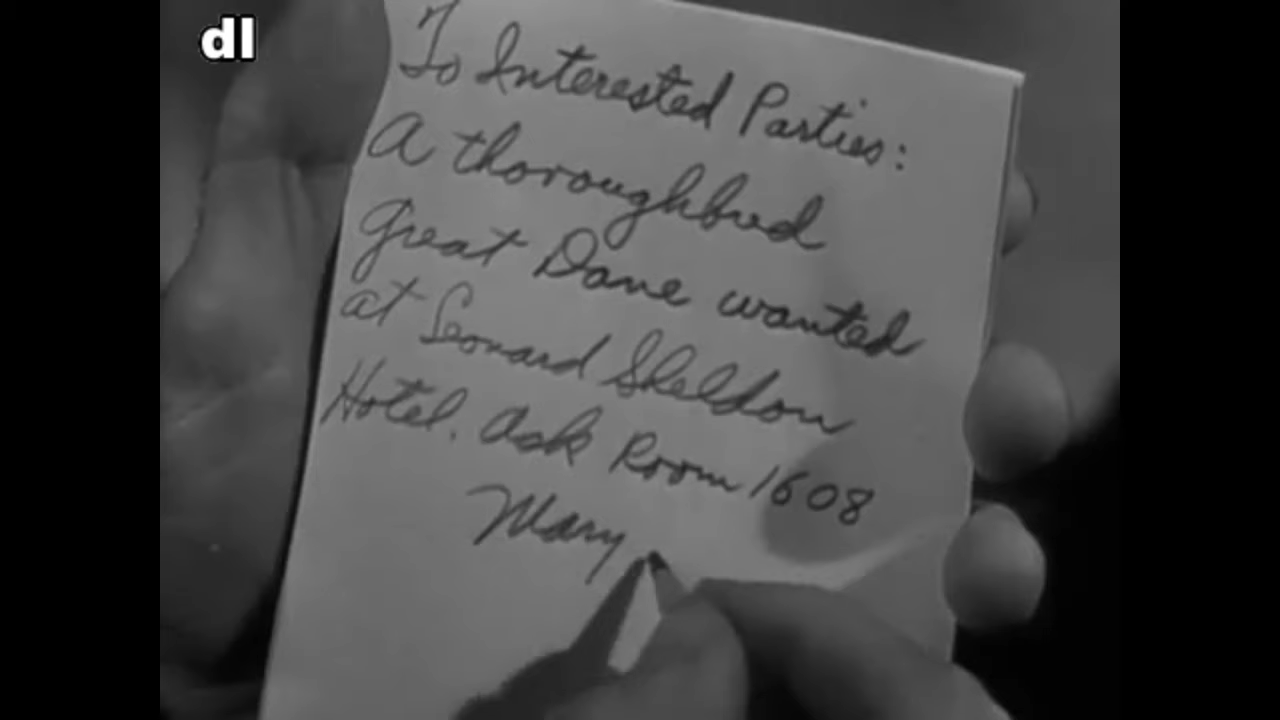 dl
To Interested Parties:
A thoroughbred
Great Dane wanted
at Leonard Sheldon
Hotel. Ask Room 1608
Mary